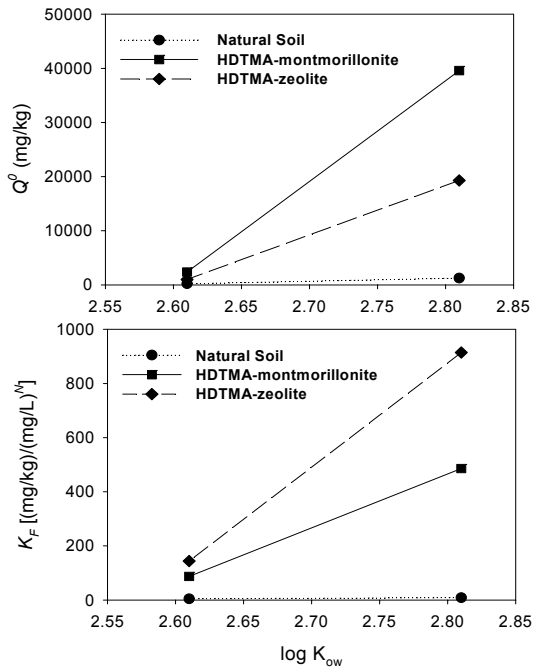 50000
40000
30000
20000
10000
0
Q⁰ (mg/kg)
Natural Soil
HDTMA-montmorillonite
HDTMA-zeolite
2.55 2.60 2.65 2.70 2.75 2.80 2.85
1000
800
600
400
200
0
K_F [(mg/kg)/(mg/L)^N]
Natural Soil
HDTMA-montmorillonite
HDTMA-zeolite
2.55 2.60 2.65 2.70 2.75 2.80 2.85
log K_ow